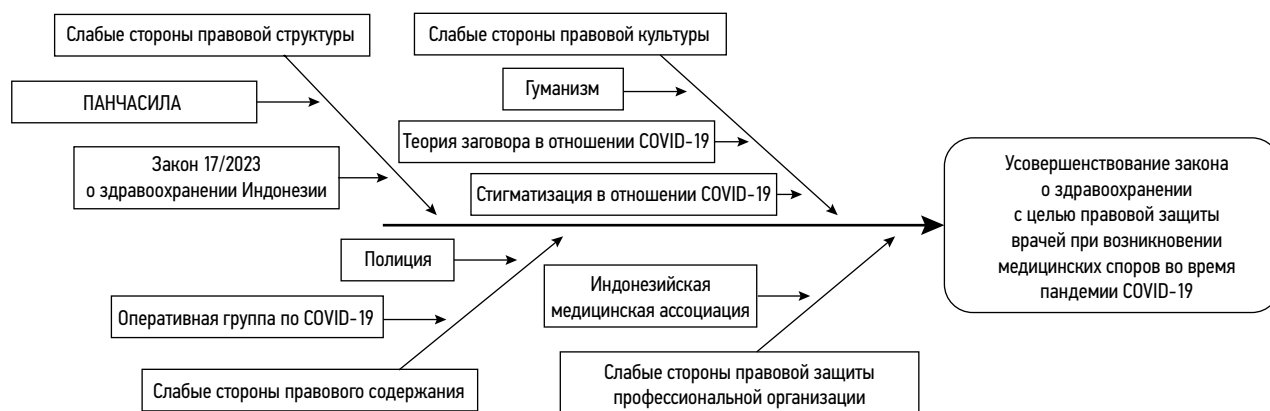 Слабые стороны правовой структуры
ПАНЧАСИЛА
Закон 17/2023
о здравоохранении Индонезии
Слабые стороны правовой культуры
Гуманизм
Теория заговора в отношении COVID-19
Стигматизация в отношении COVID-19
Полиция
Оперативная группа по COVID-19
Слабые стороны правового содержания
Индонезийская
медицинская ассоциация
Слабые стороны правовой защиты
профессиональной организации
Усовершенствование закона
о здравоохранении
с целью правовой защиты
врачей при возникновении
медицинских споров во время
пандемии COVID-19